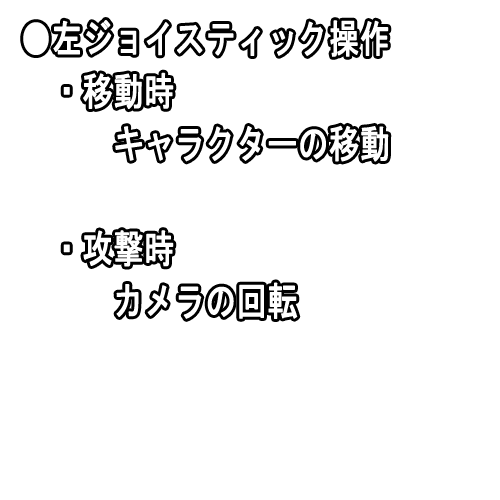 ○左ジョイスティック操作
・移動時
キャラクターの移動
・攻撃時
カメラの回転